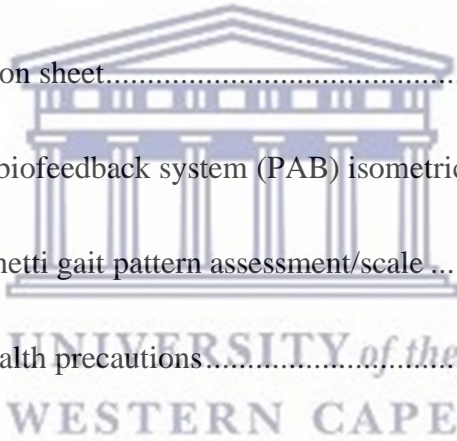 on sheet..............................................
biofeedback system (PAB) isometric
netti gait pattern assessment/scale ...
UNIVERSITY of the
alth precautions..............................
WESTERN CAPE